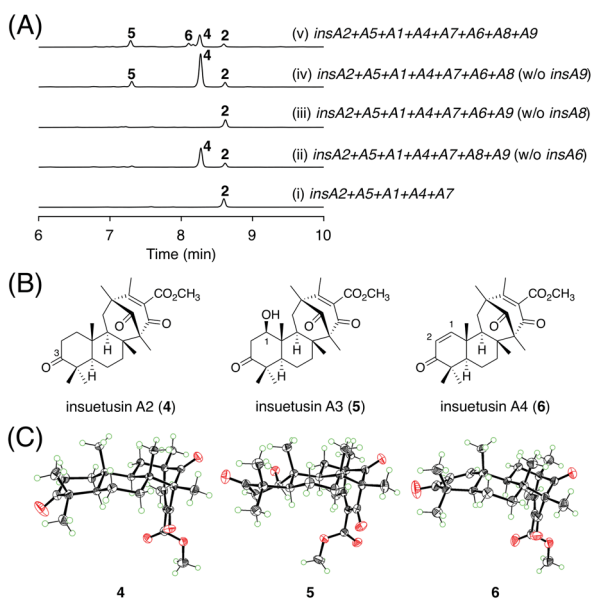 (A)
5 6 4 2 (v) insA2+A5+A1+A4+A7+A6+A8+A9
5 4 2 (iv) insA2+A5+A1+A4+A7+A6+A8 (w/o insA9)
2 (iii) insA2+A5+A1+A4+A7+A6+A9 (w/o insA8)
4 2 (ii) insA2+A5+A1+A4+A7+A8+A9 (w/o insA6)
2 (i) insA2+A5+A1+A4+A7
6 7 8 9 10
Time (min)
(B)
CO2CH3 CO2CH3 CO2CH3
O O OH O O O O
3 1 2 1
H H H
O H O H O H
insuetusin A2 (4) insuetusin A3 (5) insuetusin A4 (6)
(C)
4 5 6